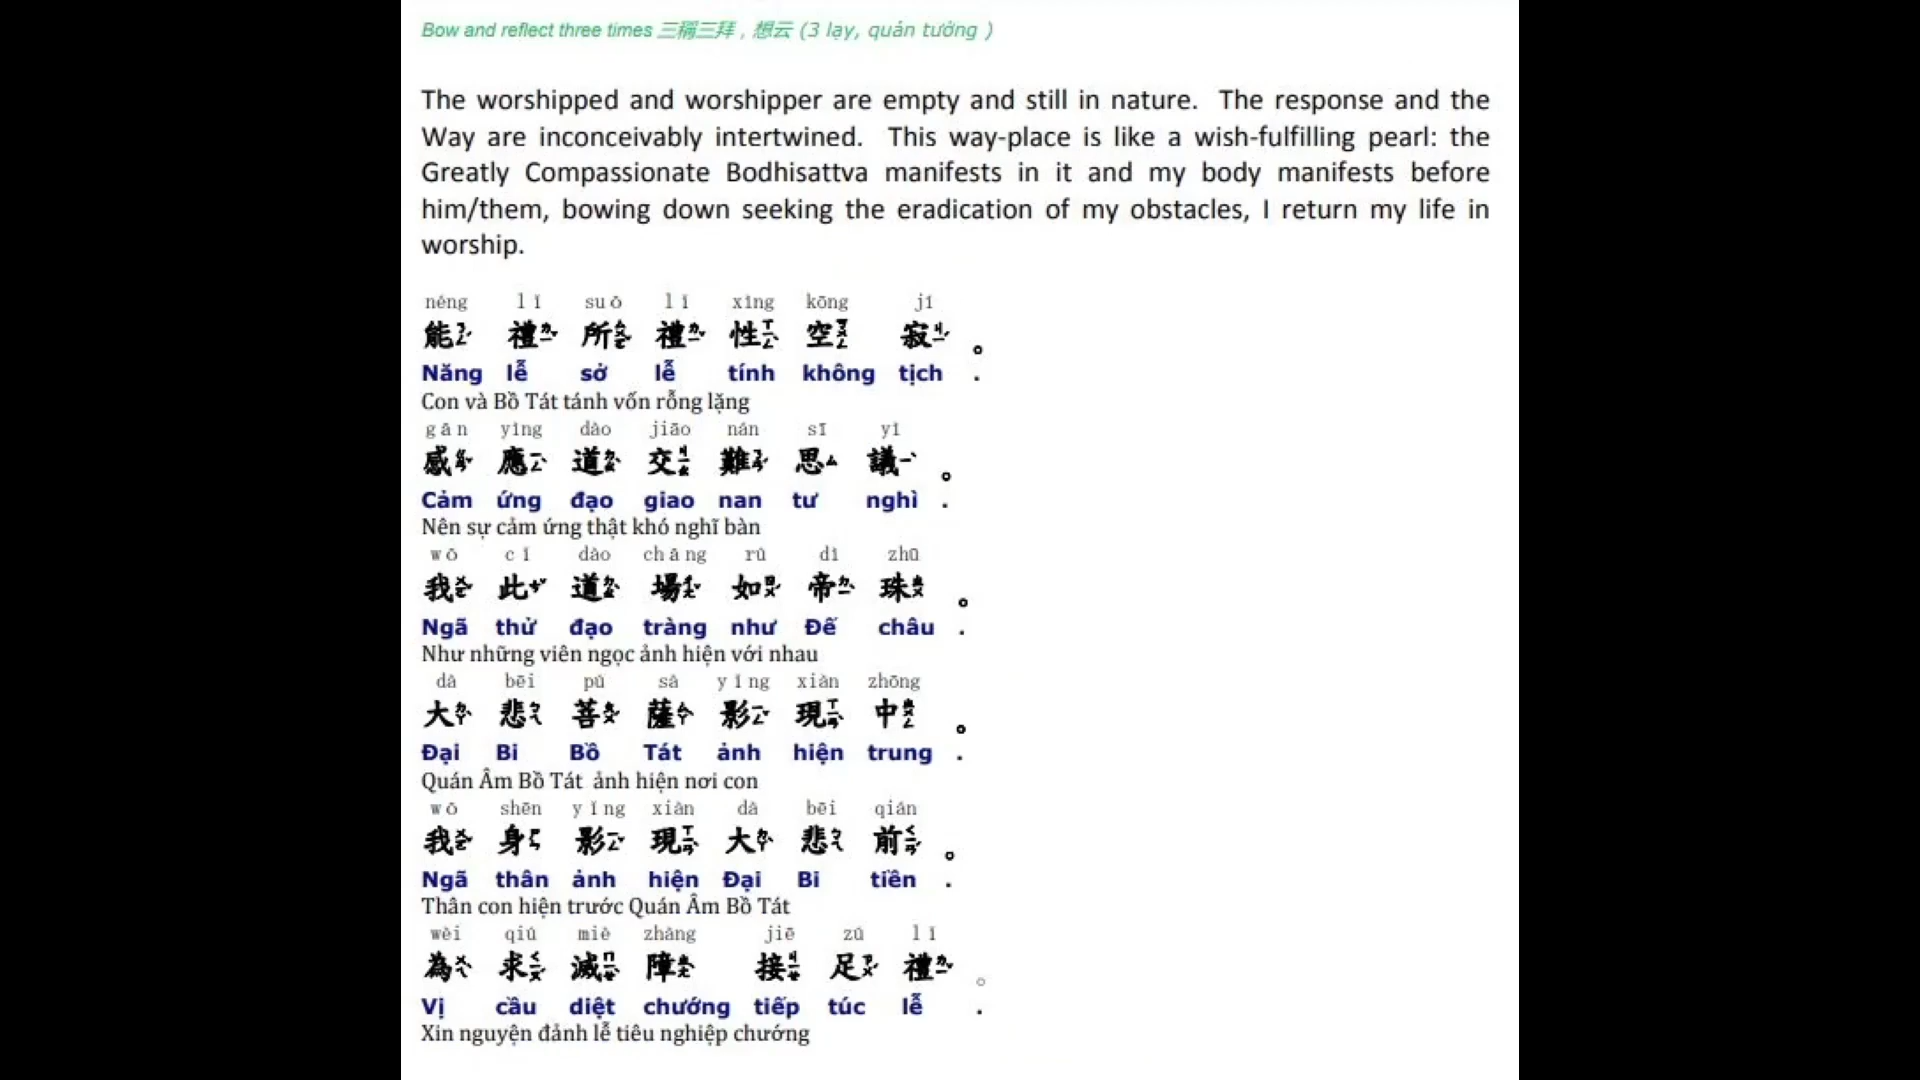 Bow and reflect three times 三稱三拜，想云 (3 lạy, quán tưởng )
The worshipped and worshipper are empty and still in nature. The response and the
Way are inconceivably intertwined. This way-place is like a wish-fulfilling pearl: the
Greatly Compassionate Bodhisattva manifests in it and my body manifests before
him/them, bowing down seeking the eradication of my obstacles, I return my life in
worship.
néng lǐ suǒ lǐ xìng kōng jí
能 禮 所 禮 性 空 寂 。
Năng lễ sở lễ tính không tịch .
Con và Bồ Tát tánh vốn rỗng lặng
gǎn yìng dào jiāo nán sī yì
感 應 道 交 難 思 議 。
Cảm ứng đạo giao nan tư nghì .
Nên sự cảm ứng thật khó nghĩ bàn
wǒ cǐ dào chǎng rú dì zhū
我 此 道 場 如 帝 珠 。
Ngã thử đạo tràng như Đế châu .
Như những viên ngọc ảnh hiện với nhau
dà bēi pú sà yǐng xiàn zhōng
大 悲 菩 薩 影 現 中 。
Đại Bi Bồ Tát ảnh hiện trung .
Quán Âm Bồ Tát ảnh hiện nơi con
wǒ shēn yǐng xiàn dà bēi qián
我 身 影 現 大 悲 前 。
Ngã thân ảnh hiện Đại Bi tiền .
Thân con hiện trước Quán Âm Bồ Tát
wèi qiú miè zhàng jiē zú lǐ
為 求 滅 障 接 足 禮 。
Vị cầu diệt chướng tiếp túc lễ .
Xin nguyện đảnh lễ tiêu nghiệp chướng